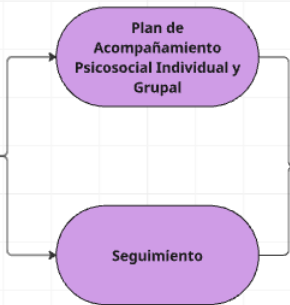 Plan de
Acompañamiento
Psicosocial Individual y
Grupal
Seguimiento